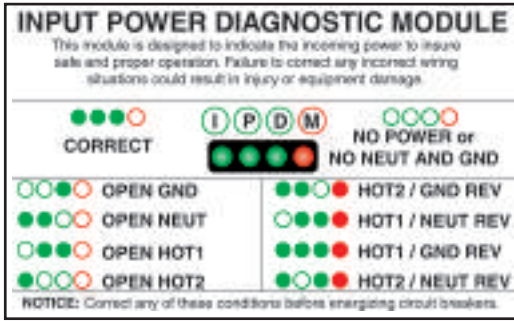 INPUT POWER DIAGNOSTIC MODULE
This module is designed to indicate the incoming power to insure
safe and proper operation. Failure to correct any incorrect wiring
situations could result in injury or equipment damage.
CORRECT
I P D M
NO POWER or
NO NEUT AND GND
OPEN GND
HOT2 / GND REV
OPEN NEUT
HOT1 / NEUT REV
OPEN HOT1
HOT1 / GND REV
OPEN HOT2
HOT2 / NEUT REV
NOTICE: Correct any of these conditions before energizing circuit breakers.